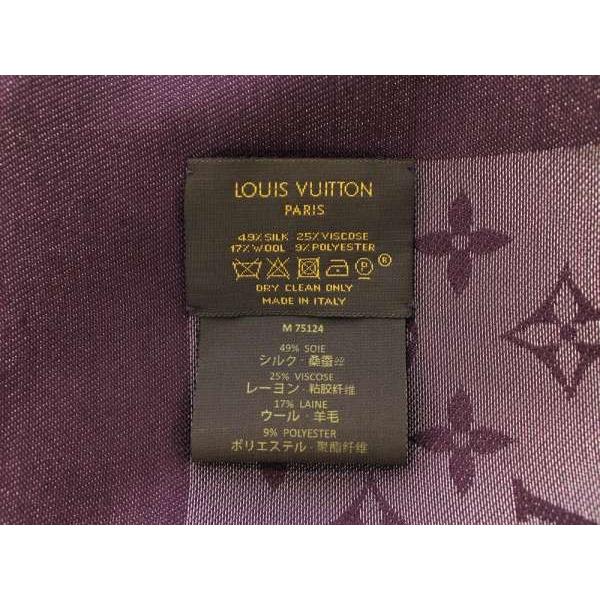 LOUIS VUITTON
PARIS
49% SILK 25% VISCOSE
17% WOOL 9% POLYESTER
P ®
DRY CLEAN ONLY
MADE IN ITALY
M 75124
49% SOIE
シルク・桑蚕丝
25% VISCOSE
レーヨン・粘胶纤维
17% LAINE
ウール・羊毛
9% POLYESTER
ポリエステル・聚酯纤维